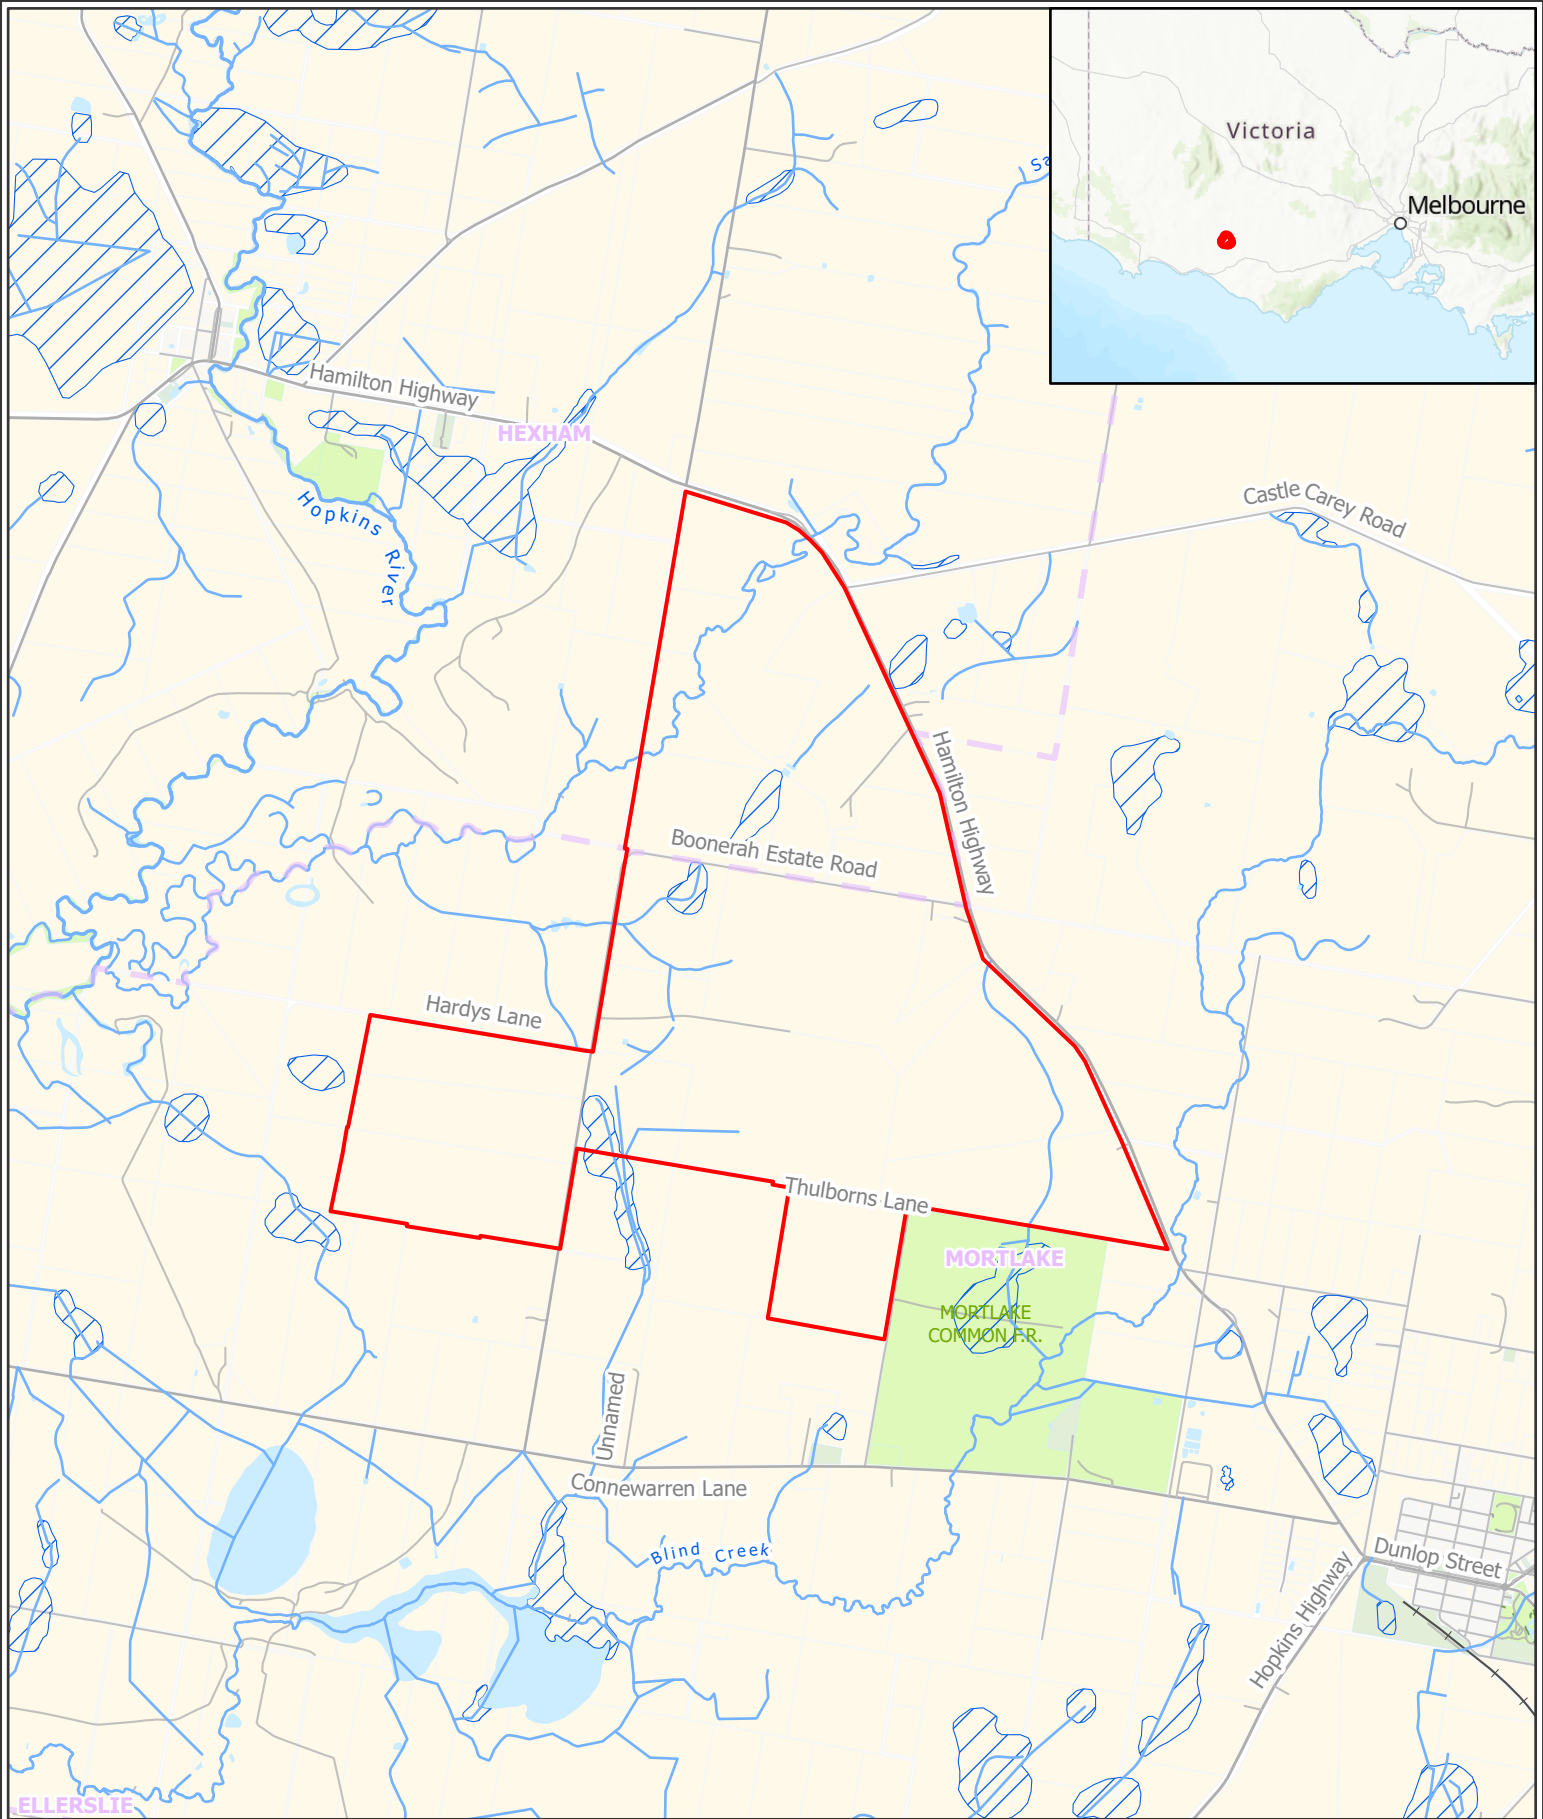 Sa
Victoria
Melbourne
Hamilton Highway
HEXHAM
Castle Carey Road
Hopkins River
Hamilton Highway
Boonerah Estate Road
Hardys Lane
Thulborns Lane
MORTLAKE
MORTLAKE
COMMON F.R.
Unnamed
Connewarren Lane
Blind Creek
Dunlop Street
Hopkins Highway
ELLERSLIE